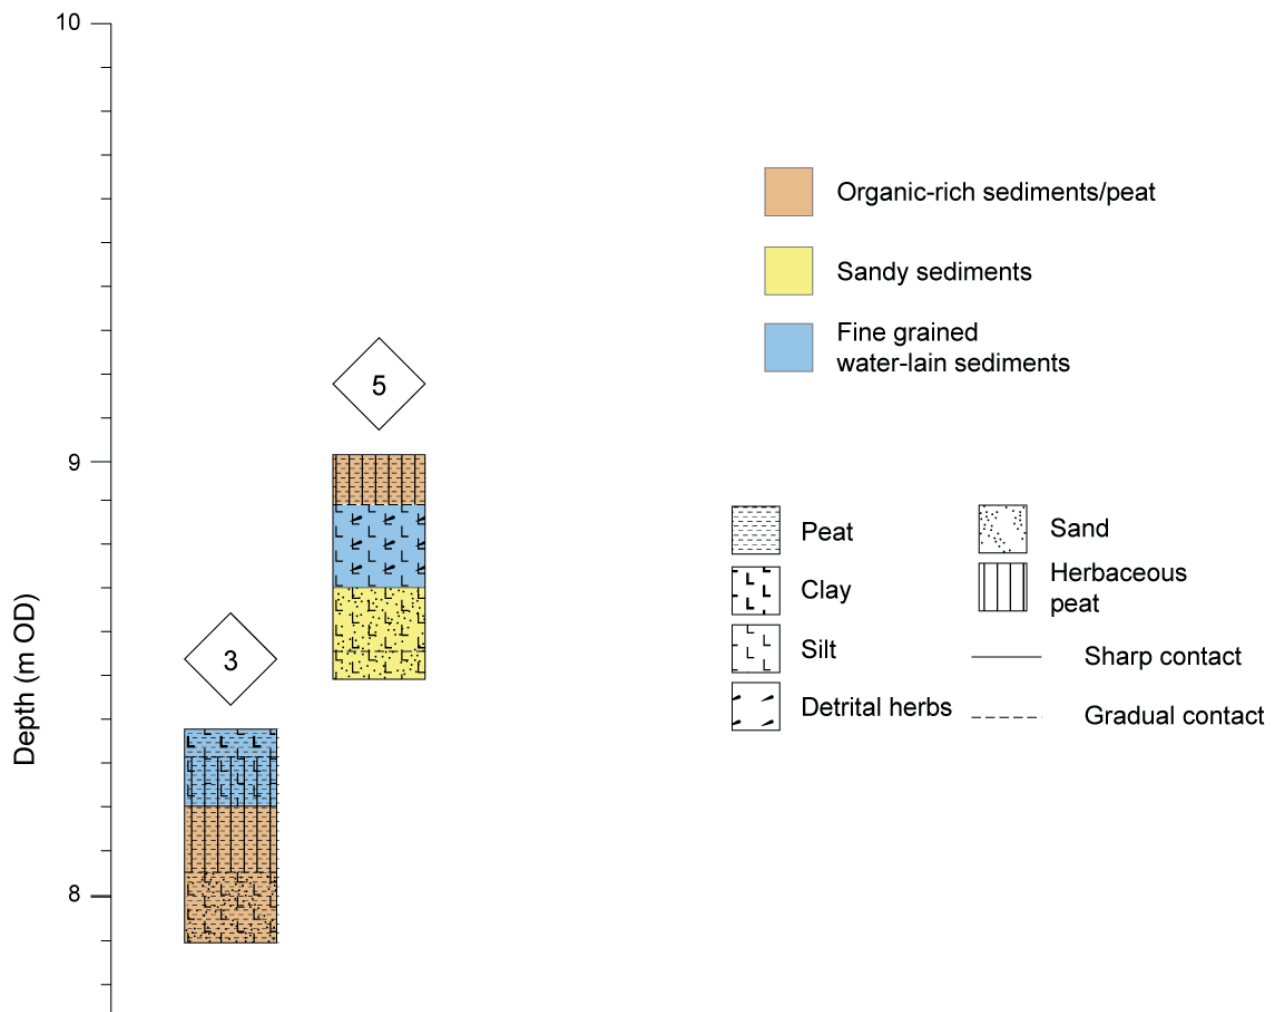 10
9
8
Depth (m OD)
5
3
Organic-rich sediments/peat
Sandy sediments
Fine grained
water-lain sediments
Peat
Clay
Silt
Detrital herbs
Sand
Herbaceous
peat
Sharp contact
Gradual contact